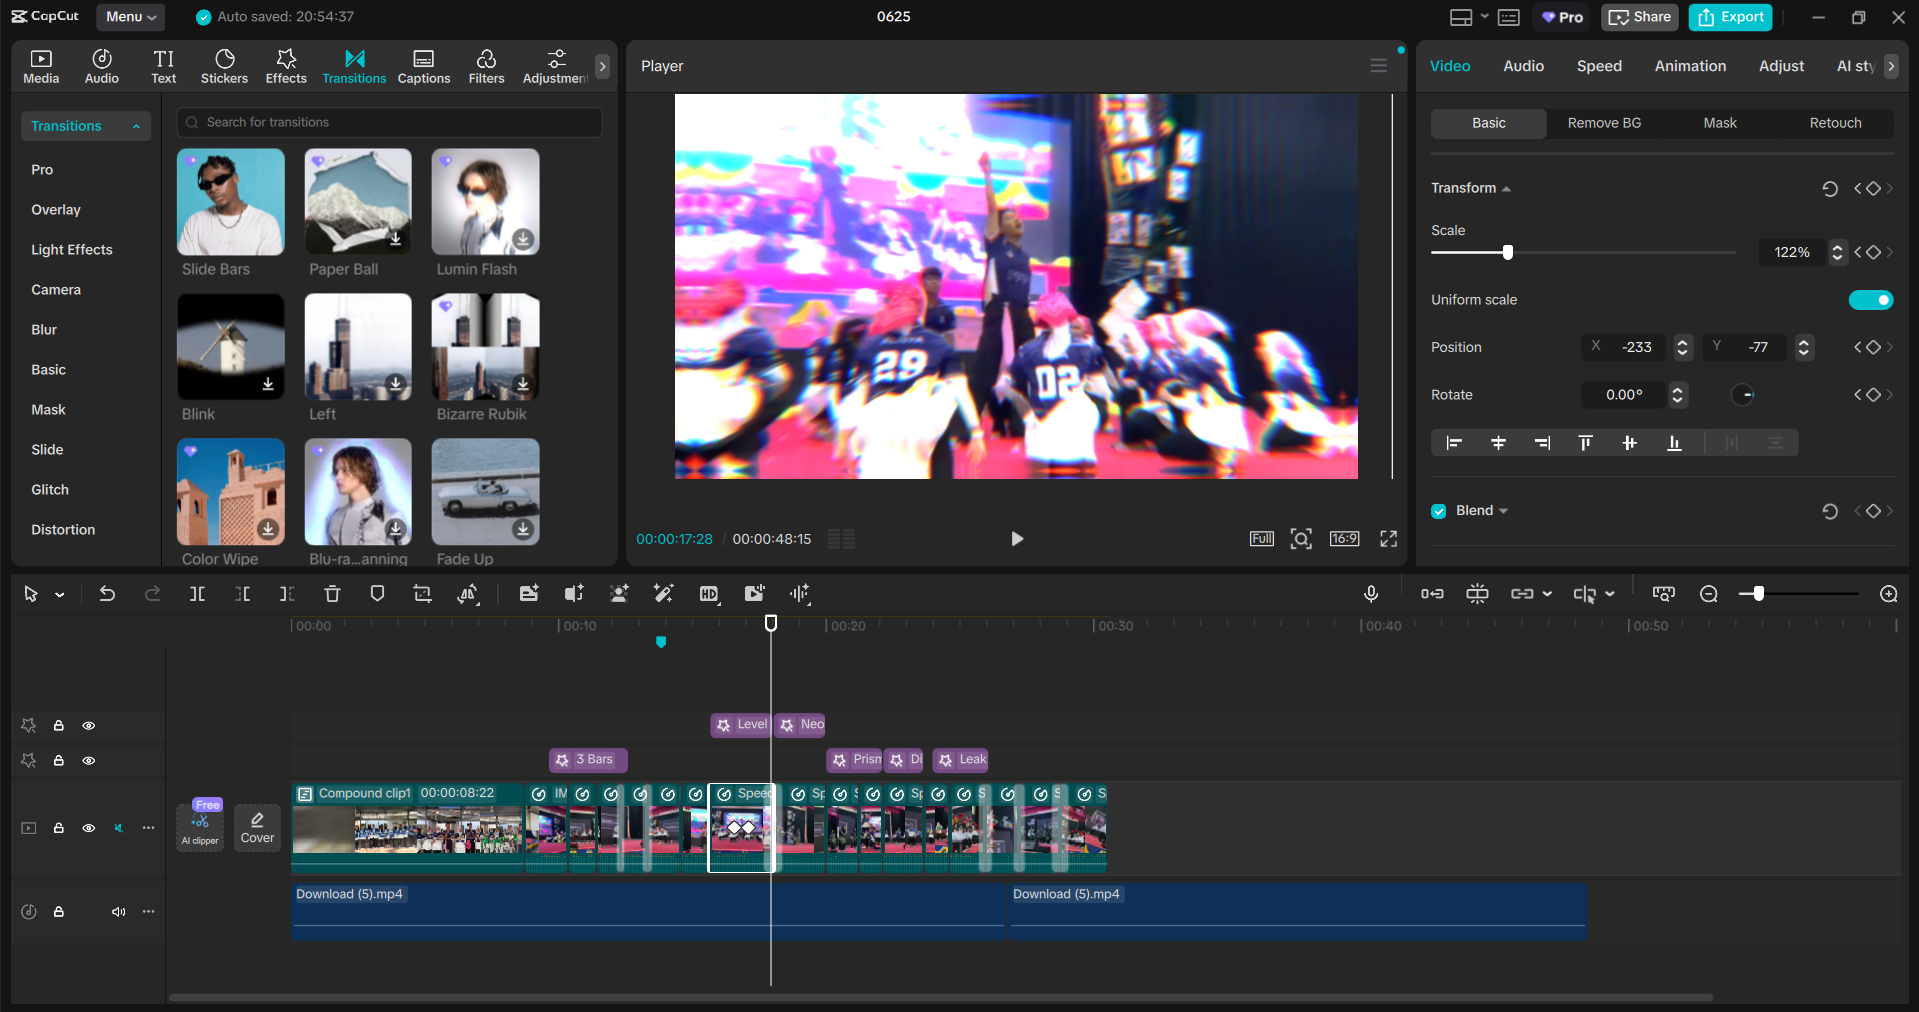 CapCut
Menu
Auto saved: 20:54:37
0625
Pro
Share
Export
Media
Audio
Text
Stickers
Effects
Transitions
Captions
Filters
Adjustmen
Player
Video
Audio
Speed
Animation
Adjust
AI sty
Transitions
Search for transitions
Basic
Remove BG
Mask
Retouch
Pro
Overlay
Light Effects
Camera
Blur
Basic
Mask
Slide
Glitch
Distortion
Slide Bars
Paper Ball
Lumin Flash
Blink
Left
Bizarre Rubik
Color Wipe
Blu-ra...anning
Fade Up
29
02
Transform
Scale
122%
Uniform scale
Position
X -233
Y -77
Rotate
0.00°
Blend
00:00:17:28 / 00:00:48:15
Full
16:9
HD
00:00
00:10
00:20
00:30
00:40
00:50
Level
Neo
3 Bars
Prism
Di
Leak
Free
AI clipper
Cover
Compound clip1 00:00:08:22
IM
Speed
Sp
S
Sp
S
S
S
Download (5).mp4
Download (5).mp4